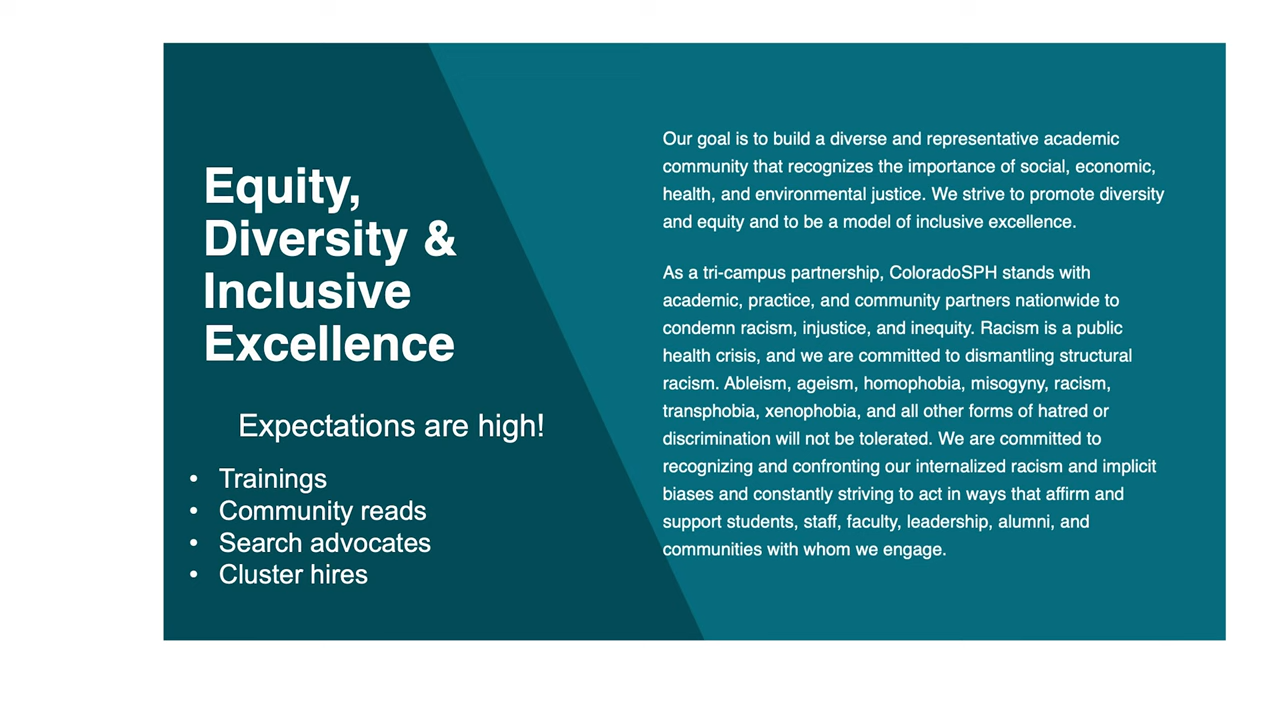 Equity,
Diversity &
Inclusive
Excellence
Expectations are high!
• Trainings
• Community reads
• Search advocates
• Cluster hires
Our goal is to build a diverse and representative academic
community that recognizes the importance of social, economic,
health, and environmental justice. We strive to promote diversity
and equity and to be a model of inclusive excellence.
As a tri-campus partnership, ColoradoSPH stands with
academic, practice, and community partners nationwide to
condemn racism, injustice, and inequity. Racism is a public
health crisis, and we are committed to dismantling structural
racism. Ableism, ageism, homophobia, misogyny, racism,
transphobia, xenophobia, and all other forms of hatred or
discrimination will not be tolerated. We are committed to
recognizing and confronting our internalized racism and implicit
biases and constantly striving to act in ways that affirm and
support students, staff, faculty, leadership, alumni, and
communities with whom we engage.